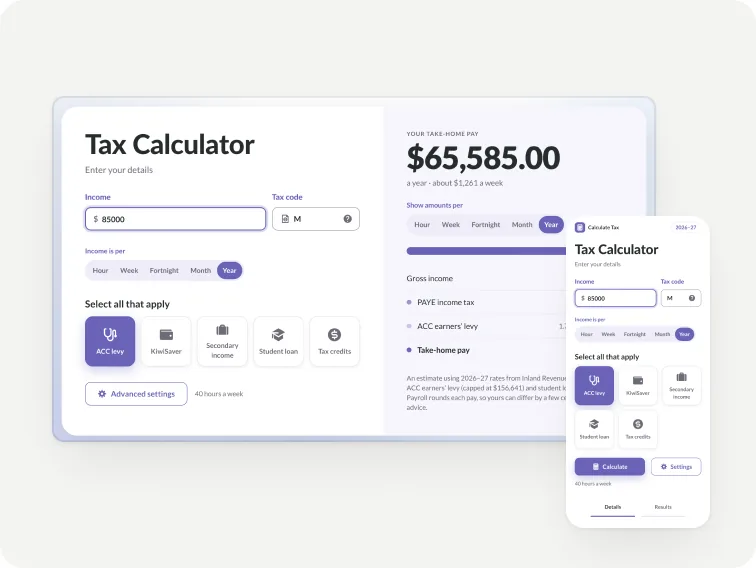 Tax Calculator
Enter your details
Income
Tax code
$ 85000
M
Income is per
Hour Week Fortnight Month Year
Select all that apply
ACC levy
KiwiSaver
Secondary
income
Student loan
Tax credits
Advanced settings
40 hours a week
YOUR TAKE-HOME PAY
$65,585.00
a year · about $1,261 a week
Show amounts per
Hour Week Fortnight Month Year
Gross income
PAYE income tax
ACC earners' levy
Take-home pay
An estimate using 2026–27 rates from Inland Revenue
ACC earners' levy (capped at $156,641) and student
Payroll rounds each pay, so yours can differ by a few
advice.
Calculate Tax
2026–27
Tax Calculator
Enter your details
Income
Tax code
$ 85000
M
Income is per
Hour Week Fortnight Month Year
Select all that apply
ACC levy
KiwiSaver
Secondary
income
Student loan
Tax credits
Calculate
Settings
40 hours a week
Details
Results